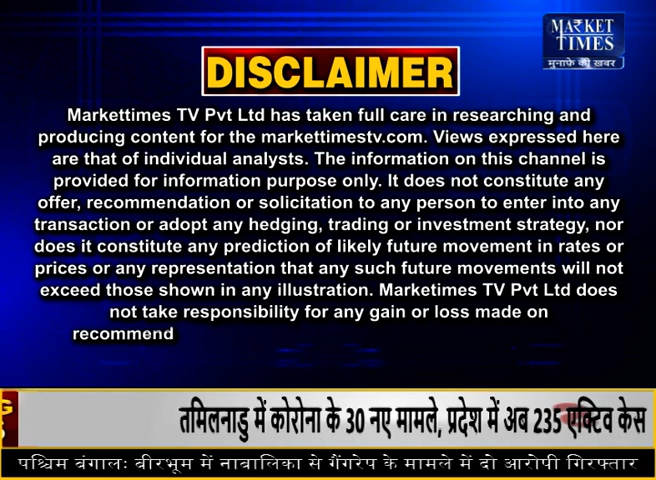 MARKET
TIMES
मुनाफे की खबर
DISCLAIMER
Markettimes TV Pvt Ltd has taken full care in researching and
producing content for the markettimestv.com. Views expressed here
are that of individual analysts. The information on this channel is
provided for information purpose only. It does not constitute any
offer, recommendation or solicitation to any person to enter into any
transaction or adopt any hedging, trading or investment strategy, nor
does it constitute any prediction of likely future movement in rates or
prices or any representation that any such future movements will not
exceed those shown in any illustration. Marketimes TV Pvt Ltd does
not take responsibility for any gain or loss made on
recommend
तमिलनाडु में कोरोना के 30 नए मामले, प्रदेश में अब 235 एक्टिव केस
पश्चिम बंगालः बीरभूम में नाबालिका से गैंगरेप के मामले में दो आरोपी गिरफ्तार